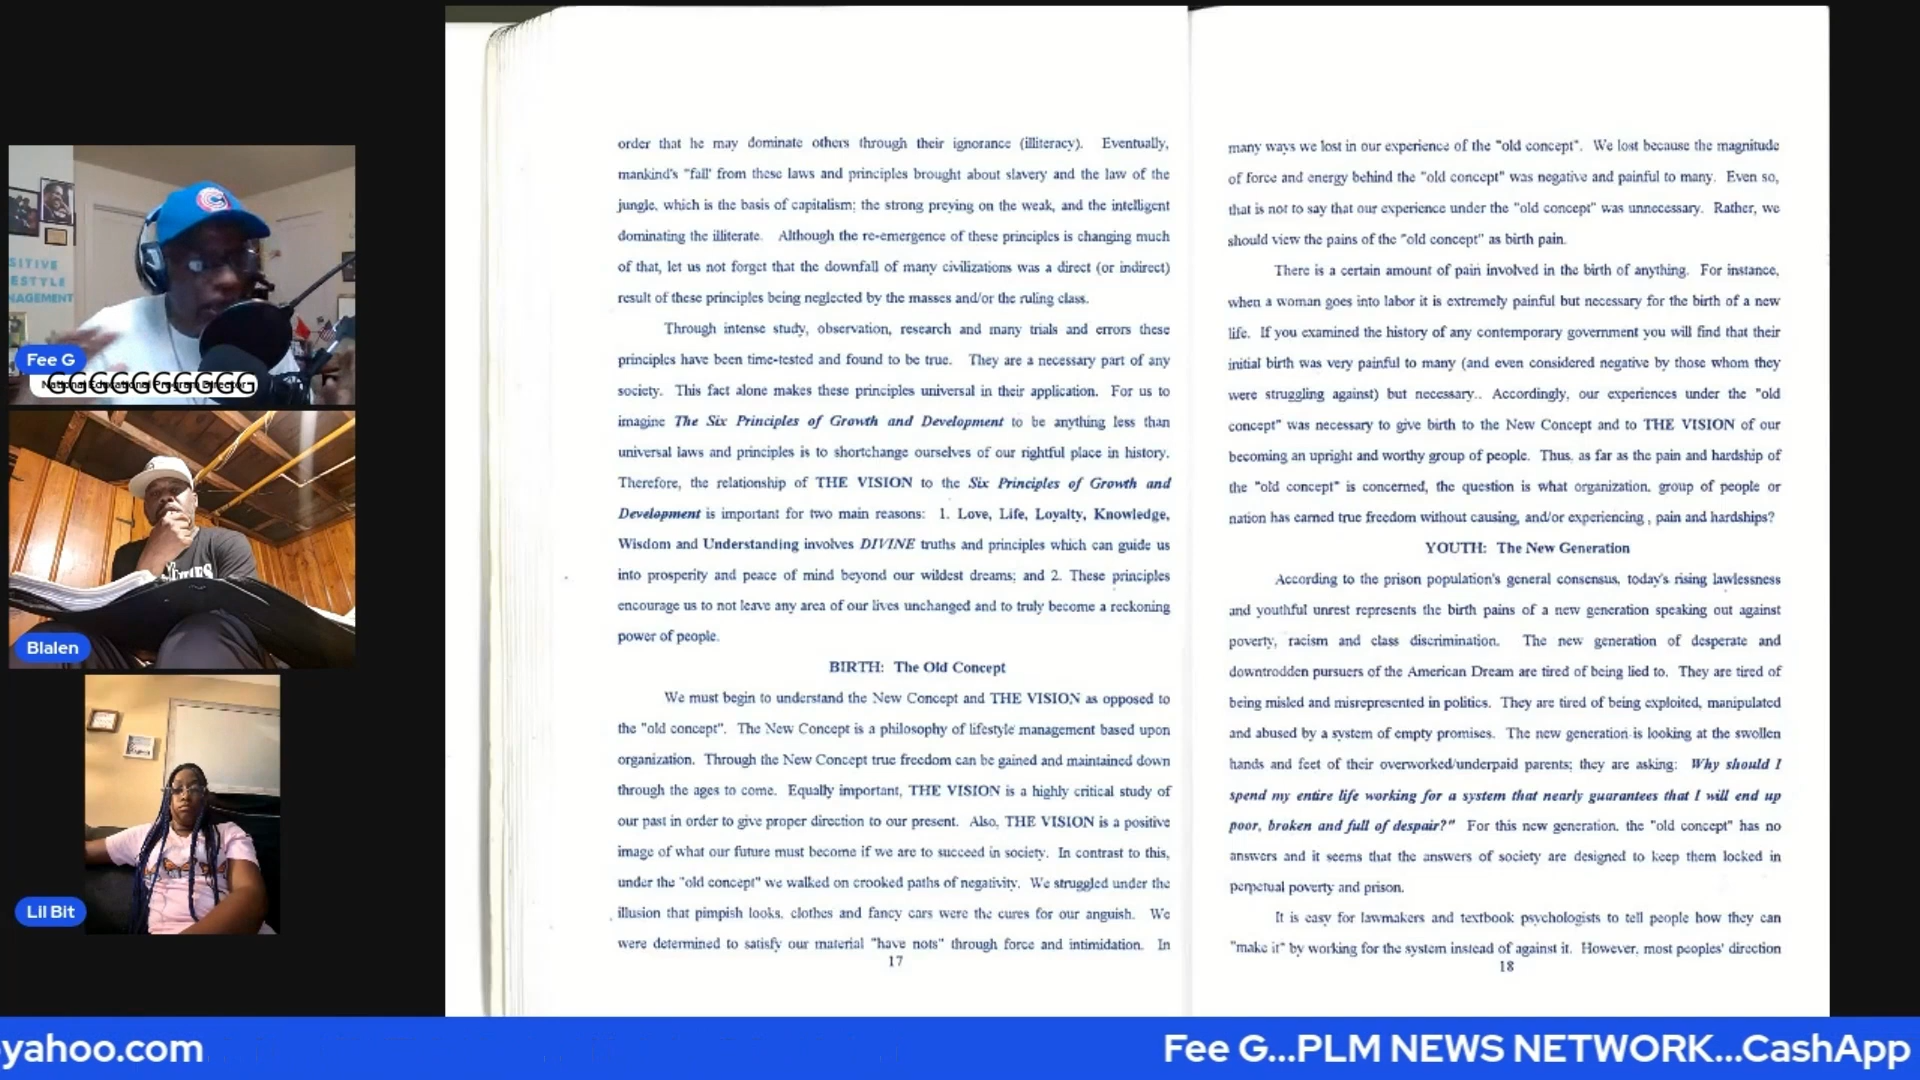 SITIVE
ESTYLE
NAGEMENT
Fee G
National Educational Program Director
GGGGGGGGGG
Blalen
Lil Bit
order that he may dominate others through their ignorance (illiteracy). Eventually,
mankind's "fall' from these laws and principles brought about slavery and the law of the
jungle, which is the basis of capitalism; the strong preying on the weak, and the intelligent
dominating the illiterate. Although the re-emergence of these principles is changing much
of that, let us not forget that the downfall of many civilizations was a direct (or indirect)
result of these principles being neglected by the masses and/or the ruling class.
Through intense study, observation, research and many trials and errors these
principles have been time-tested and found to be true. They are a necessary part of any
society. This fact alone makes these principles universal in their application. For us to
imagine The Six Principles of Growth and Development to be anything less than
universal laws and principles is to shortchange ourselves of our rightful place in history.
Therefore, the relationship of THE VISION to the Six Principles of Growth and
Development is important for two main reasons: 1. Love, Life, Loyalty, Knowledge,
Wisdom and Understanding involves DIVINE truths and principles which can guide us
into prosperity and peace of mind beyond our wildest dreams; and 2. These principles
encourage us to not leave any area of our lives unchanged and to truly become a reckoning
power of people.
BIRTH: The Old Concept
We must begin to understand the New Concept and THE VISION as opposed to
the "old concept". The New Concept is a philosophy of lifestyle management based upon
organization. Through the New Concept true freedom can be gained and maintained down
through the ages to come. Equally important, THE VISION is a highly critical study of
our past in order to give proper direction to our present. Also, THE VISION is a positive
image of what our future must become if we are to succeed in society. In contrast to this,
under the "old concept" we walked on crooked paths of negativity. We struggled under the
illusion that pimpish looks, clothes and fancy cars were the cures for our anguish. We
were determined to satisfy our material "have nots" through force and intimidation. In
17
many ways we lost in our experience of the "old concept". We lost because the magnitude
of force and energy behind the "old concept" was negative and painful to many. Even so,
that is not to say that our experience under the "old concept" was unnecessary. Rather, we
should view the pains of the "old concept" as birth pain.
There is a certain amount of pain involved in the birth of anything. For instance,
when a woman goes into labor it is extremely painful but necessary for the birth of a new
life. If you examined the history of any contemporary government you will find that their
initial birth was very painful to many (and even considered negative by those whom they
were struggling against) but necessary.. Accordingly, our experiences under the "old
concept" was necessary to give birth to the New Concept and to THE VISION of our
becoming an upright and worthy group of people. Thus, as far as the pain and hardship of
the "old concept" is concerned, the question is what organization, group of people or
nation has earned true freedom without causing, and/or experiencing , pain and hardships?
YOUTH: The New Generation
According to the prison population's general consensus, today's rising lawlessness
and youthful unrest represents the birth pains of a new generation speaking out against
poverty, racism and class discrimination. The new generation of desperate and
downtrodden pursuers of the American Dream are tired of being lied to. They are tired of
being misled and misrepresented in politics. They are tired of being exploited, manipulated
and abused by a system of empty promises. The new generation is looking at the swollen
hands and feet of their overworked/underpaid parents; they are asking: Why should I
spend my entire life working for a system that nearly guarantees that I will end up
poor, broken and full of despair?" For this new generation, the "old concept" has no
answers and it seems that the answers of society are designed to keep them locked in
perpetual poverty and prison.
It is easy for lawmakers and textbook psychologists to tell people how they can
"make it" by working for the system instead of against it. However, most peoples' direction
18
yahoo.com
Fee G...PLM NEWS NETWORK...CashApp